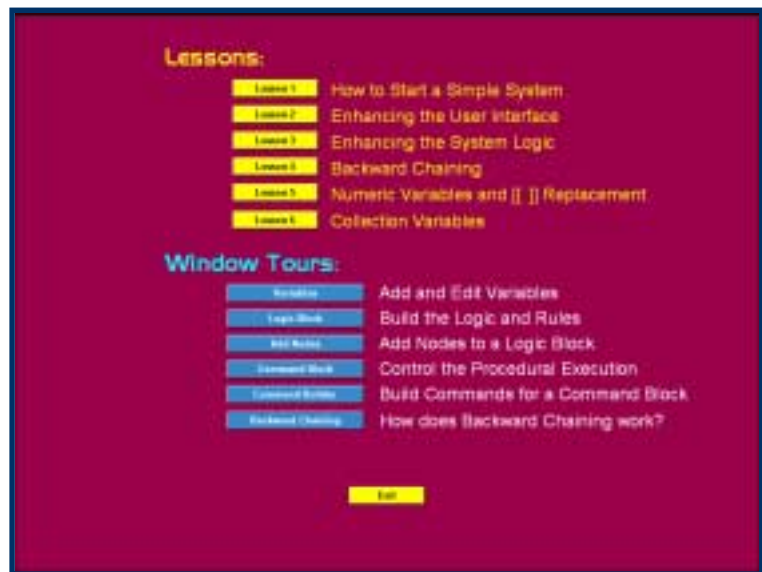 Lessons:
Lesson 1 How to Start a Simple System
Lesson 2 Enhancing the User Interface
Lesson 3 Enhancing the System Logic
Lesson 4 Backward Chaining
Lesson 5 Numeric Variables and [[ ]] Replacement
Lesson 6 Collection Variables
Window Tours:
Variables Add and Edit Variables
Logic Block Build the Logic and Rules
Add Nodes Add Nodes to a Logic Block
Command Block Control the Procedural Execution
Command Builder Build Commands for a Command Block
Backward Chaining How does Backward Chaining work?
Exit